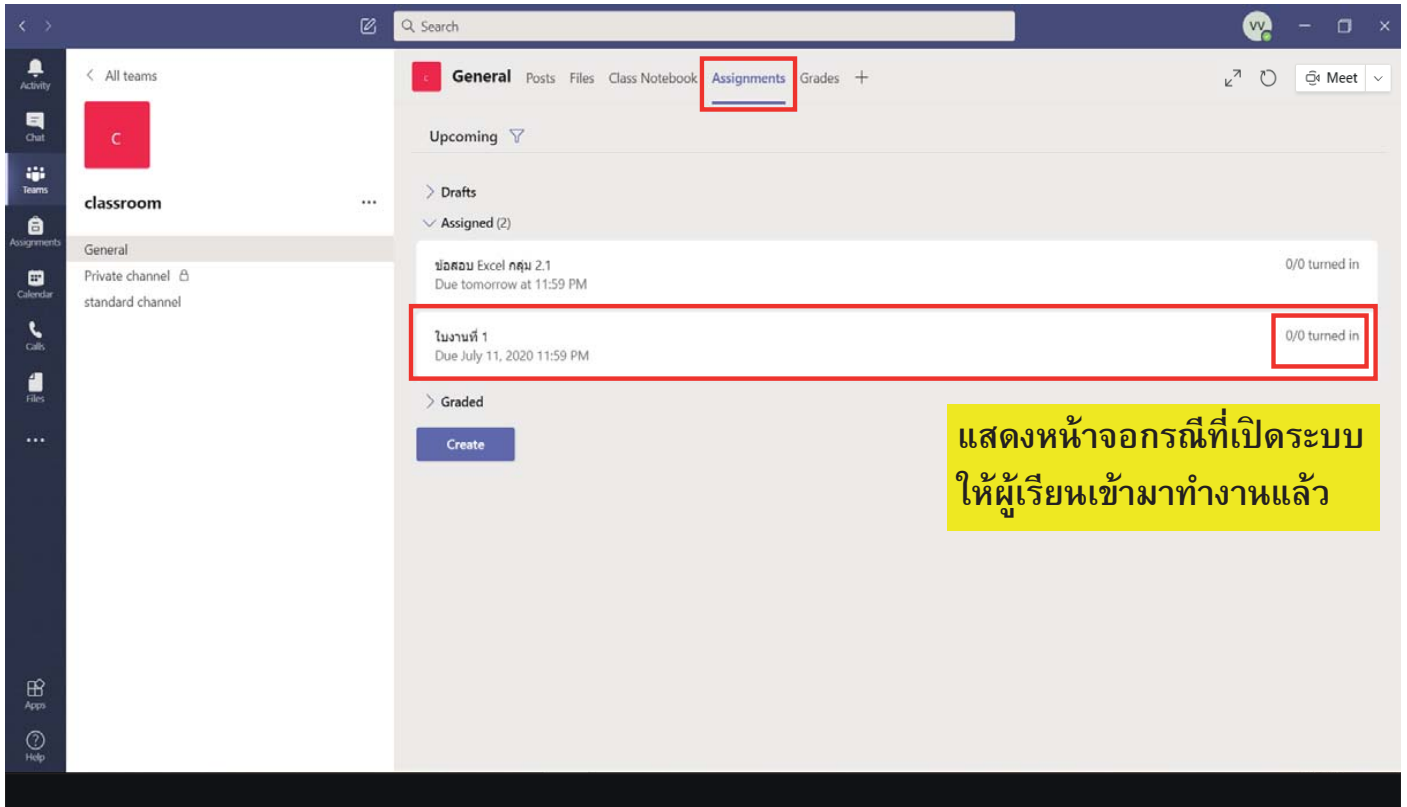 Search
VV
Activity
Chat
Teams
Assignments
Calendar
Calls
Files
Apps
Help
All teams
C
classroom
General
Private channel
standard channel
c
General Posts Files Class Notebook Assignments Grades
Meet
Upcoming
Drafts
Assigned (2)
ข้อสอบ Excel กลุ่ม 2.1
0/0 turned in
Due tomorrow at 11:59 PM
ใบงานที่ 1
0/0 turned in
Due July 11, 2020 11:59 PM
Graded
Create
แสดงหน้าจอกรณีที่เปิดระบบ
ให้ผู้เรียนเข้ามาทำงานแล้ว